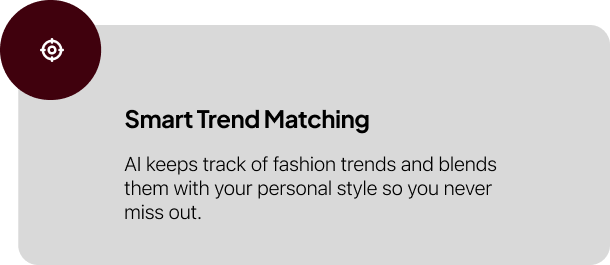 Smart Trend Matching
AI keeps track of fashion trends and blends
them with your personal style so you never
miss out.